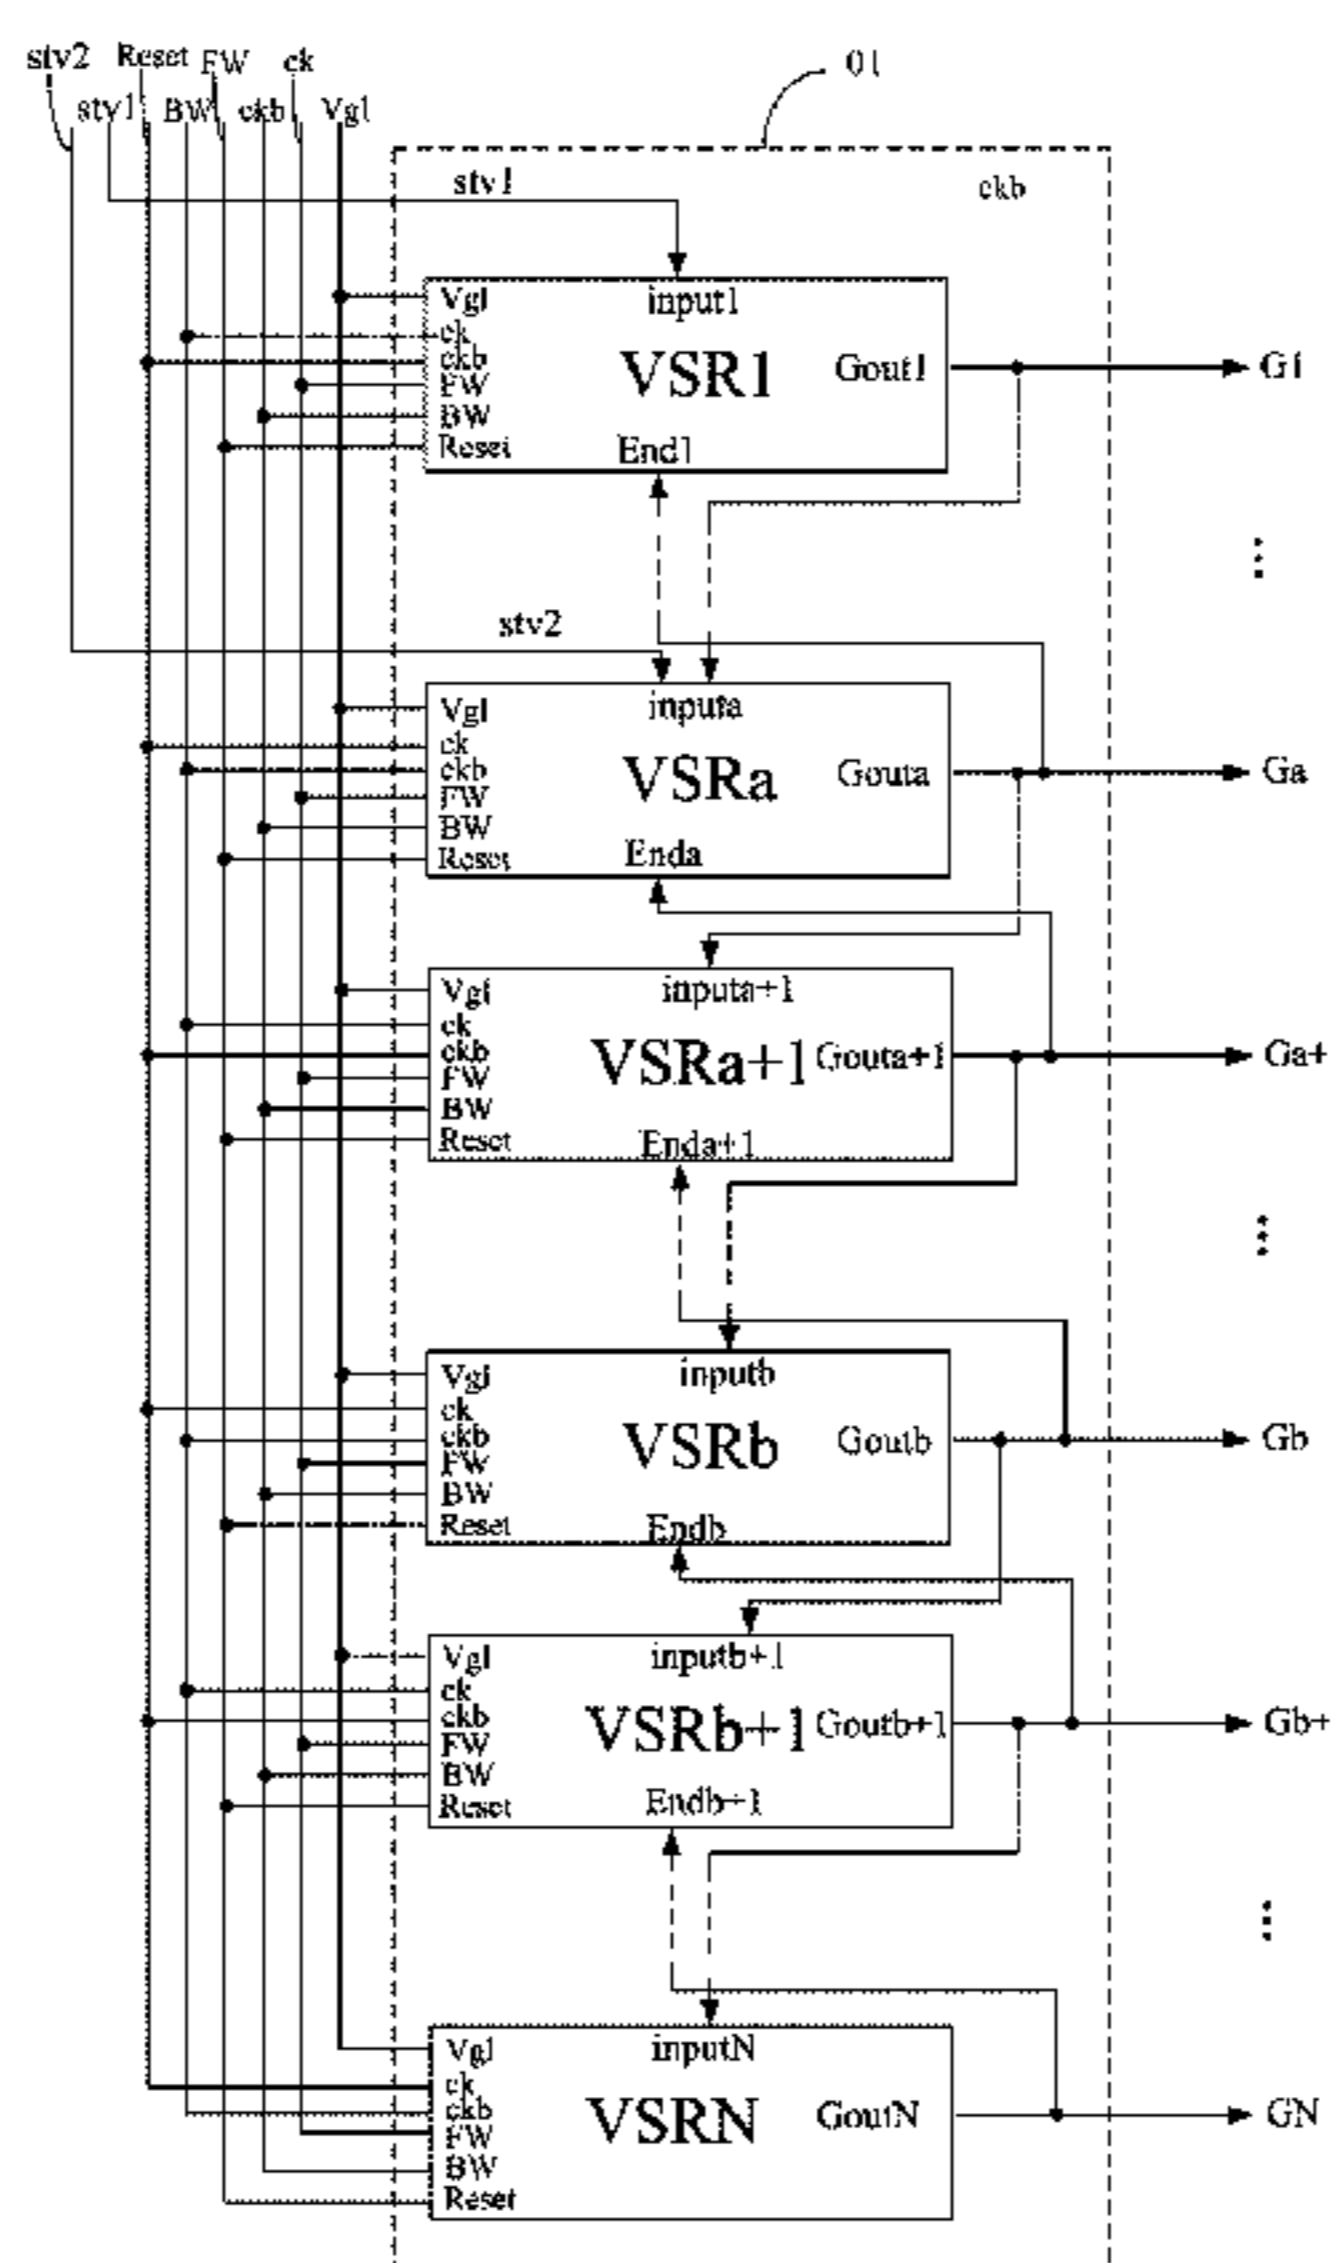 stv2 Reset FW ck
stv1 BW ckb Vgl
01
stv1
ckb
Vgl
ck
ckb
FW
BW
Reset
input1
VSR1
Gout1
End1
G1
stv2
Vgl
ck
ckb
FW
BW
Reset
inputa
VSRa
Gouta
Enda
Ga
Vgl
ck
ckb
FW
BW
Reset
inputa+1
VSRa+1
Gouta+1
Enda+1
Ga+
Vgl
ck
ckb
FW
BW
Reset
inputb
VSRb
Goutb
Endb
Gb
Vgl
ck
ckb
FW
BW
Reset
inputb+1
VSRb+1
Goutb+1
Endb+1
Gb+
Vgl
ck
ckb
FW
BW
Reset
inputN
VSRN
GoutN
GN